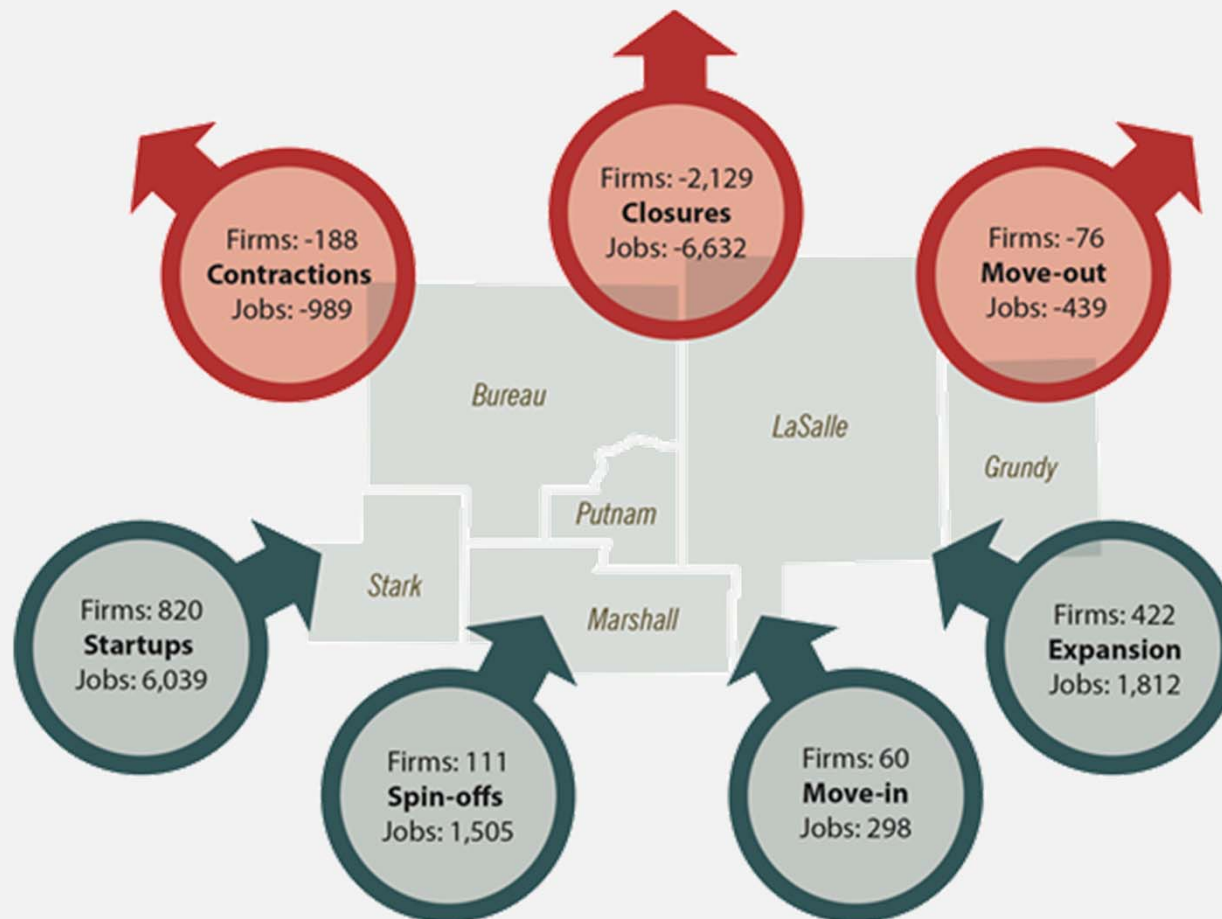 Firms: -2,129
Closures
Jobs: -6,632
Firms: -188
Contractions
Jobs: -989
Firms: -76
Move-out
Jobs: -439
Bureau
LaSalle
Grundy
Putnam
Stark
Marshall
Firms: 820
Startups
Jobs: 6,039
Firms: 422
Expansion
Jobs: 1,812
Firms: 111
Spin-offs
Jobs: 1,505
Firms: 60
Move-in
Jobs: 298